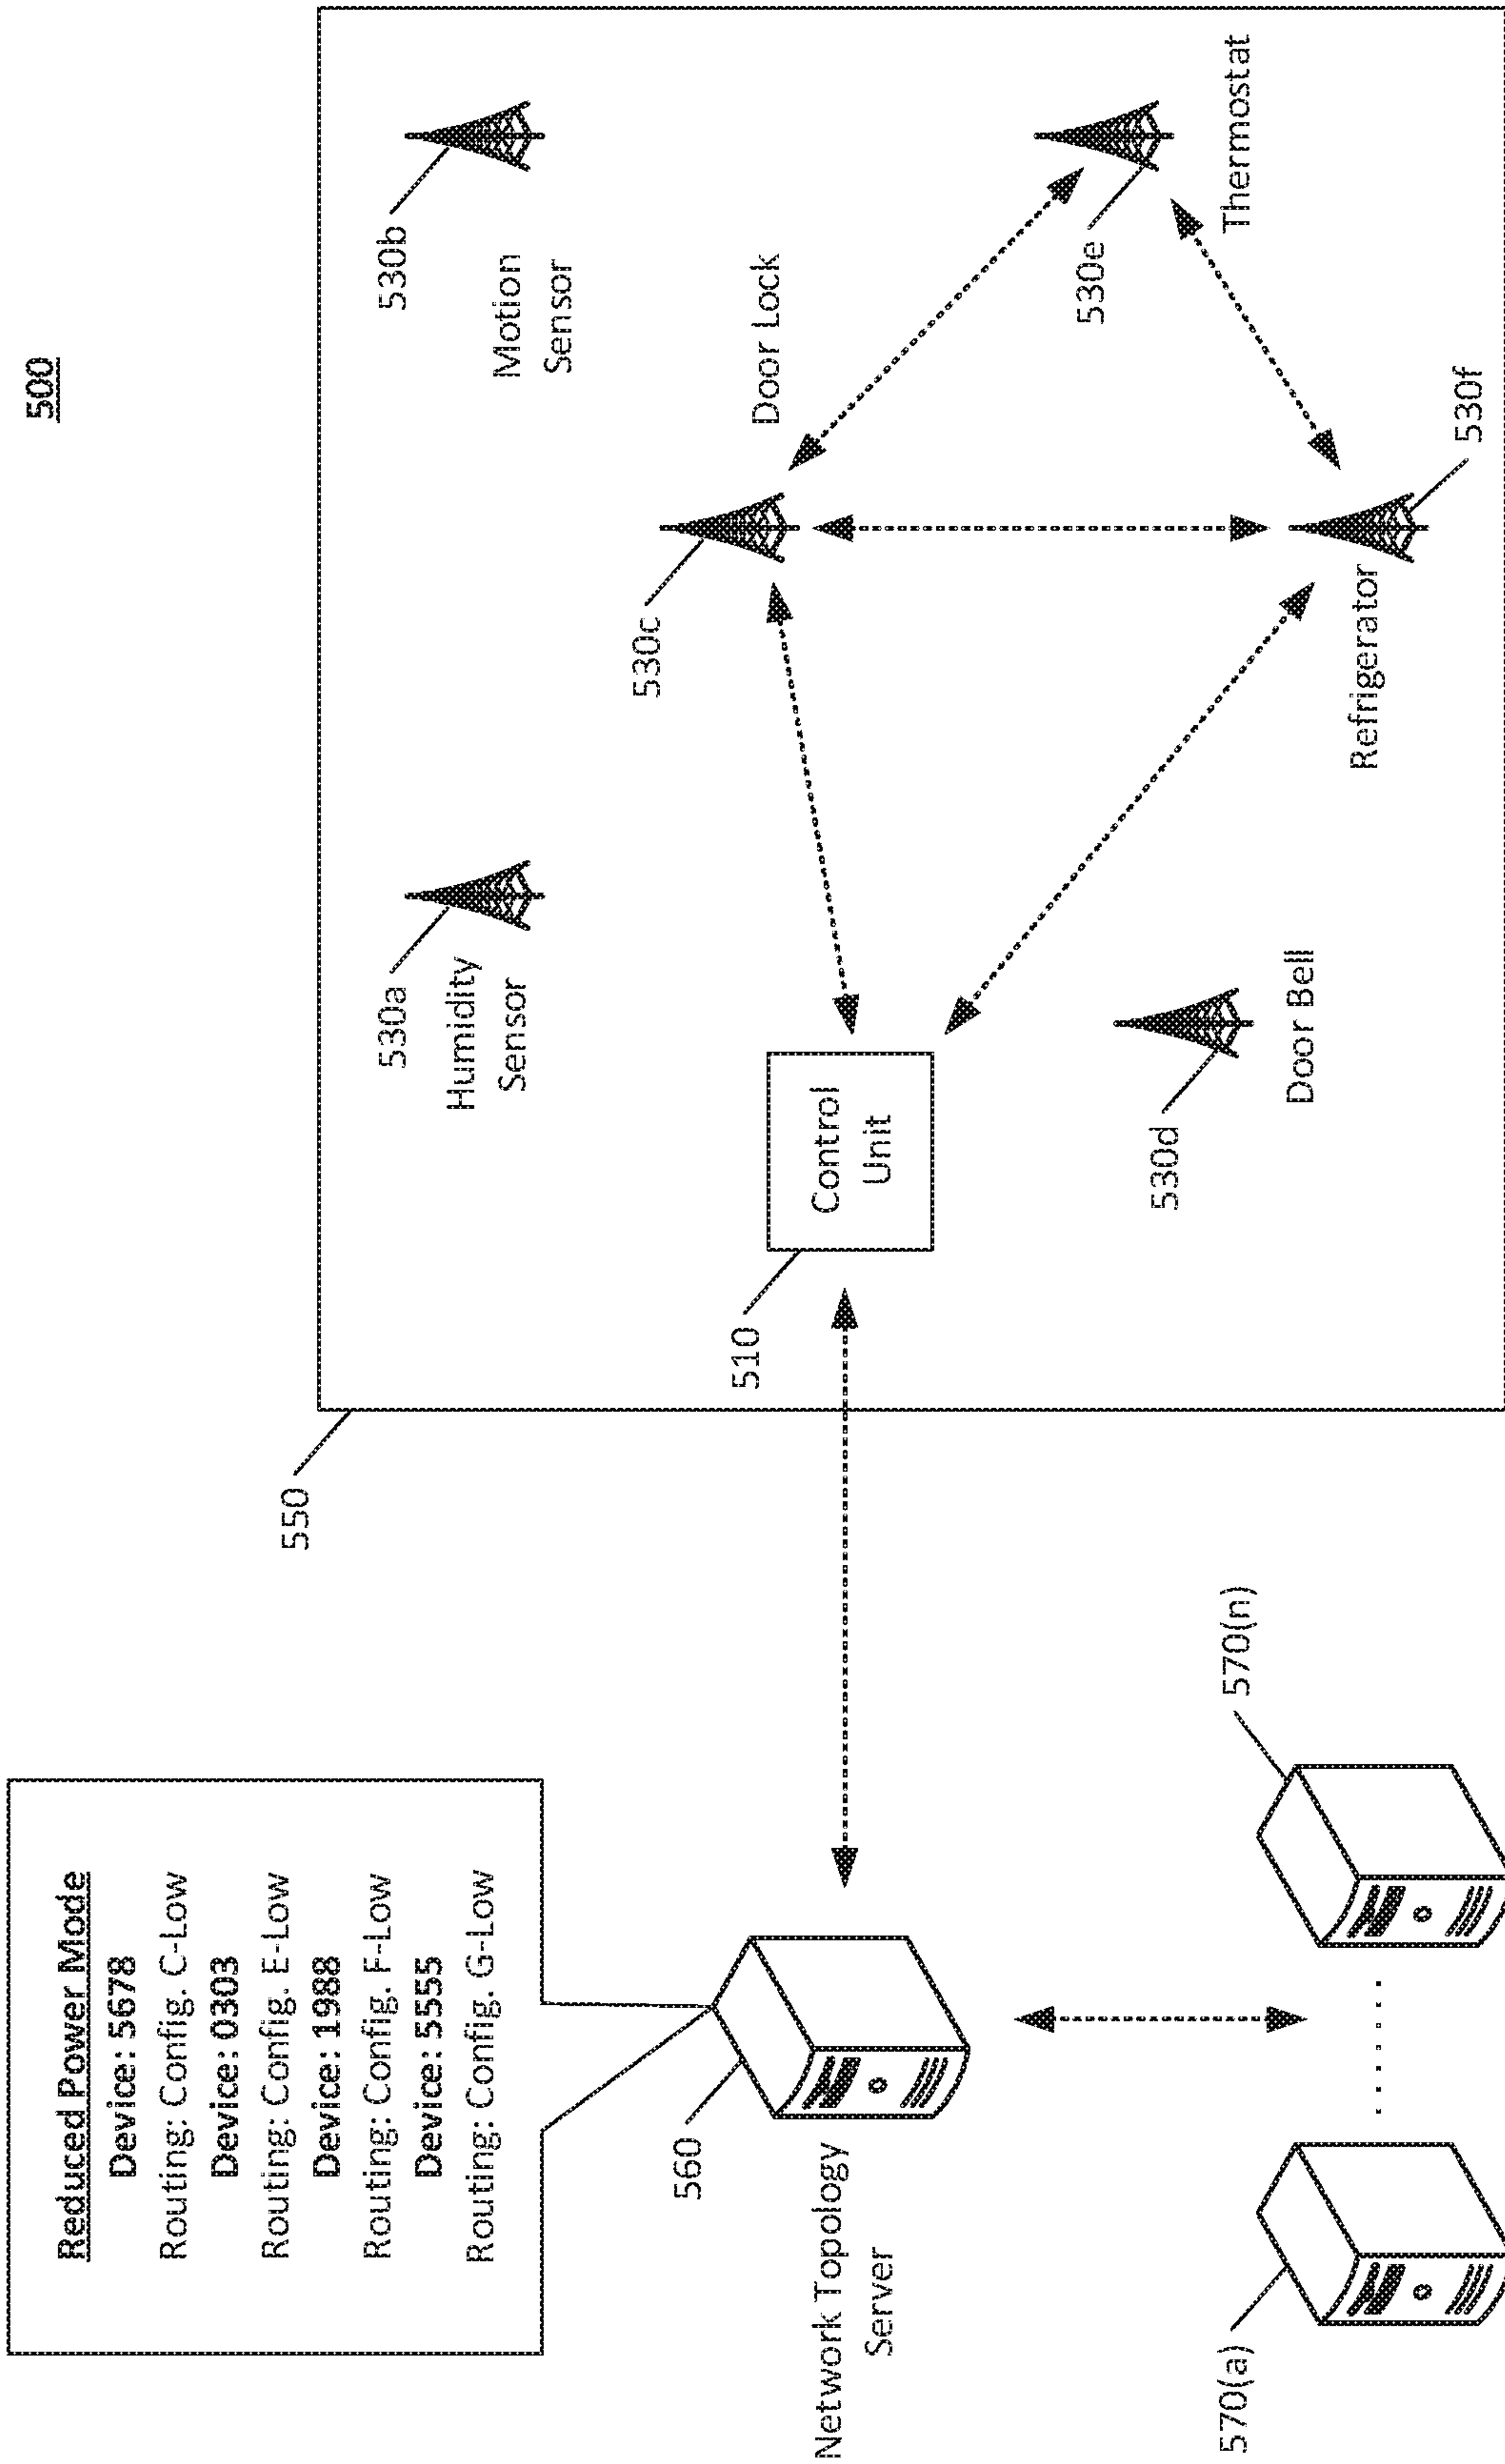 500
Reduced Power Mode
Device: 5678
Routing: Config. C-Low
Device: 0303
Routing: Config. E-Low
Device: 1988
Routing: Config. F-Low
Device: 5555
Routing: Config. G-Low
560
Network Topology
Server
570(a)
570(n)
550
530a
Humidity
Sensor
530b
Motion
Sensor
530c
Door Lock
510
Control
Unit
530e
Thermostat
530d
Door Bell
Refrigerator
530f